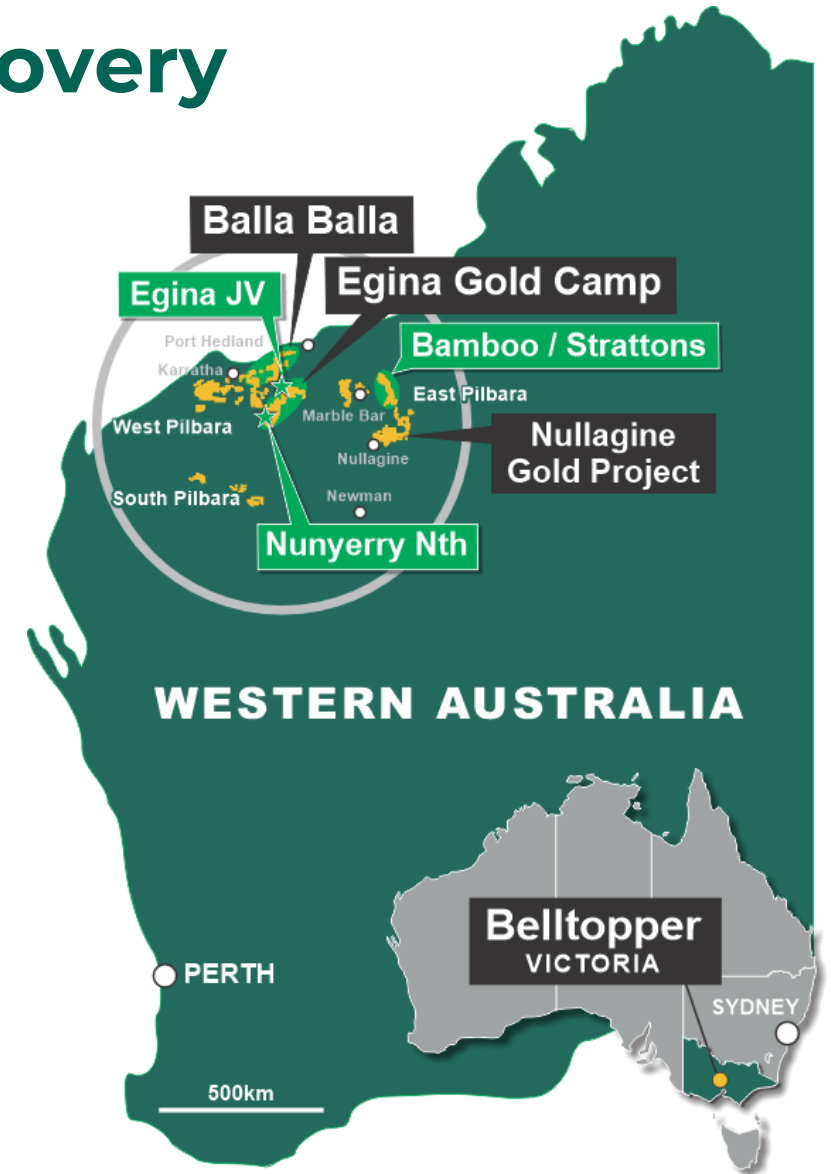 overy
Balla Balla
Egina JV
Egina Gold Camp
Port Hedland
Bamboo / Strattons
Karratha
East Pilbara
Marble Bar
West Pilbara
Nullagine
Gold Project
Nullagine
South Pilbara
Newman
Nunyerry Nth
WESTERN AUSTRALIA
Belltopper
VICTORIA
PERTH
SYDNEY
500km